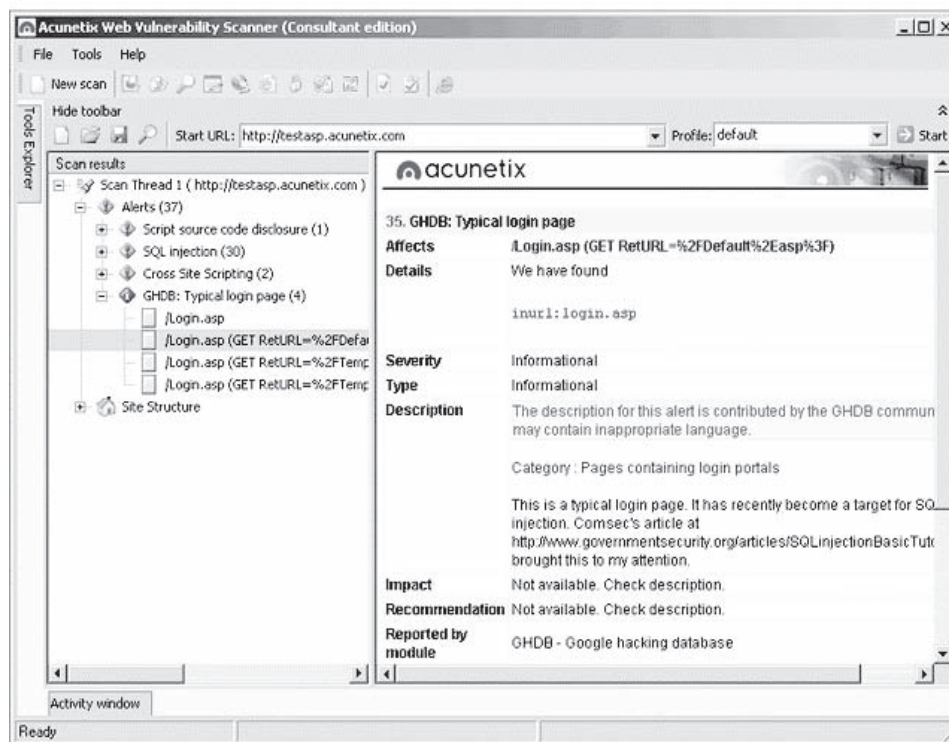 Acunetix Web Vulnerability Scanner (Consultant edition)
File Tools Help
New scan
Tools Explorer
Hide toolbar
Start URL: http://testasp.acunetix.com
Profile: default
Start
Scan results
Scan Thread 1 ( http://testasp.acunetix.com )
Alerts (37)
Script source code disclosure (1)
SQL injection (30)
Cross Site Scripting (2)
GHDB: Typical login page (4)
/Login.asp
/Login.asp (GET RetURL=%2FDefa
/Login.asp (GET RetURL=%2FTemp
/Login.asp (GET RetURL=%2FTemp
Site Structure
acunetix
35. GHDB: Typical login page
Affects /Login.asp (GET RetURL=%2FDefault%2Easp%3F)
Details We have found
inurl:login.asp
Severity Informational
Type Informational
Description The description for this alert is contributed by the GHDB commun
may contain inappropriate language.
Category : Pages containing login portals
This is a typical login page. It has recently become a target for SQ
injection. Comsec's article at
http://www.governmentsecurity.org/articles/SQLinjectionBasicTuto
brought this to my attention.
Impact Not available. Check description.
Recommendation Not available. Check description.
Reported by
module GHDB - Google hacking database
Activity window
Ready